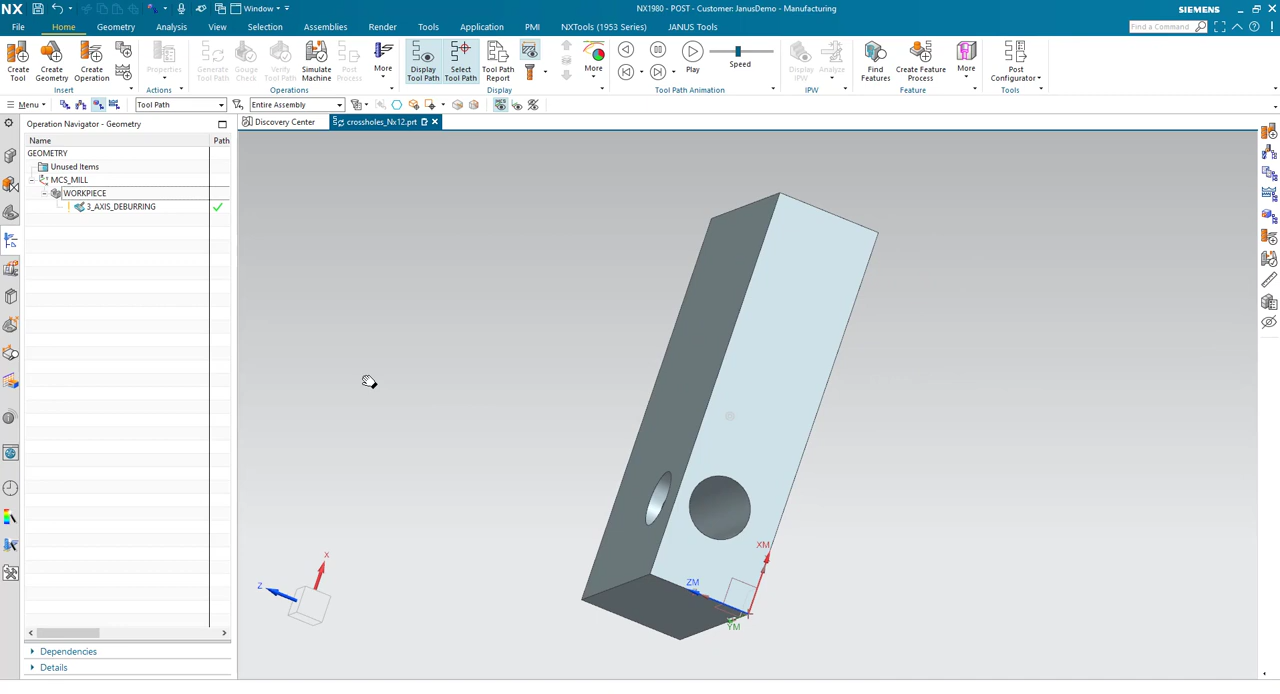 NX
Window
NX1980 - POST - Customer: JanusDemo - Manufacturing
SIEMENS
File
Home
Geometry
Analysis
View
Selection
Assemblies
Render
Tools
Application
PMI
NXTools (1953 Series)
JANUS Tools
Find a Command
Create
Tool
Create
Geometry
Create
Operation
Insert
Properties
Actions
Generate
Tool Path
Gouge
Check
Verify
Tool Path
Simulate
Machine
Post
Process
More
Operations
Display
Tool Path
Select
Tool Path
Tool Path
Report
Display
More
Play
Speed
Tool Path Animation
Display
IPW
Analyze
IPW
Find
Features
Create Feature
Process
More
Feature
Post
Configurator
Tools
Menu
Tool Path
Entire Assembly
Operation Navigator - Geometry
Discovery Center
crossholes_Nx12.prt
Name
Path
GEOMETRY
Unused Items
MCS_MILL
WORKPIECE
3_AXIS_DEBURRING
XM
ZM
YM
X
Z
Dependencies
Details